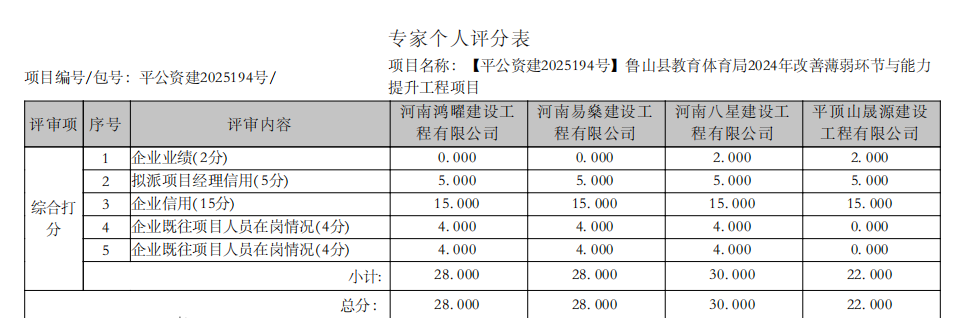 专家个人评分表
项目编号/包号：平公资建2025194号/
项目名称：【平公资建2025194号】鲁山县教育体育局2024年改善薄弱环节与能力
提升工程项目
评审项 序号 评审内容 河南鸿曜建设工程有限公司 河南易燊建设工程有限公司 河南八星建设工程有限公司 平顶山晟源建设工程有限公司
综合打分
1 企业业绩(2分) 0.000 0.000 2.000 2.000
2 拟派项目经理信用(5分) 5.000 5.000 5.000 5.000
3 企业信用(15分) 15.000 15.000 15.000 15.000
4 企业既往项目人员在岗情况(4分) 4.000 4.000 4.000 0.000
5 企业既往项目人员在岗情况(4分) 4.000 4.000 4.000 0.000
小计: 28.000 28.000 30.000 22.000
总分: 28.000 28.000 30.000 22.000